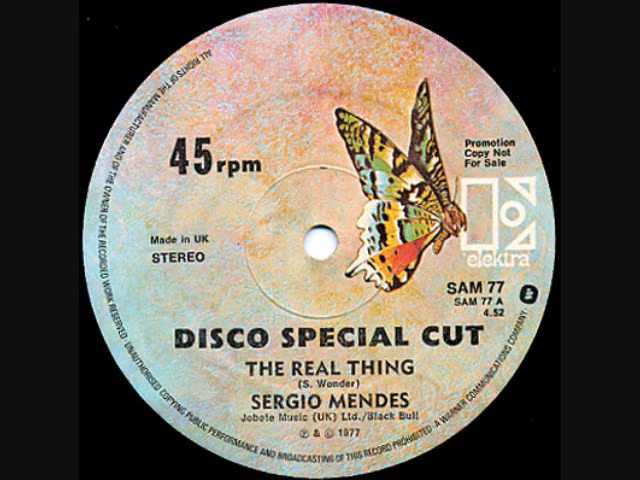 ALL RIGHTS OF THE MANUFACTURER AND OF THE OWNER OF THE RECORDED WORK RESERVED · UNAUTHORISED COPYING PUBLIC PERFORMANCE AND BROADCASTING OF THIS RECORD PROHIBITED · A WARNER COMMUNICATIONS COMPANY·
45 rpm
Promotion
Copy Not
For Sale
Made in UK
STEREO
elektra
SAM 77
SAM 77 A
4.52
DISCO SPECIAL CUT
THE REAL THING
(S. Wonder)
SERGIO MENDES
Jobete Music (UK) Ltd./Black Bull
℗ & © 1977